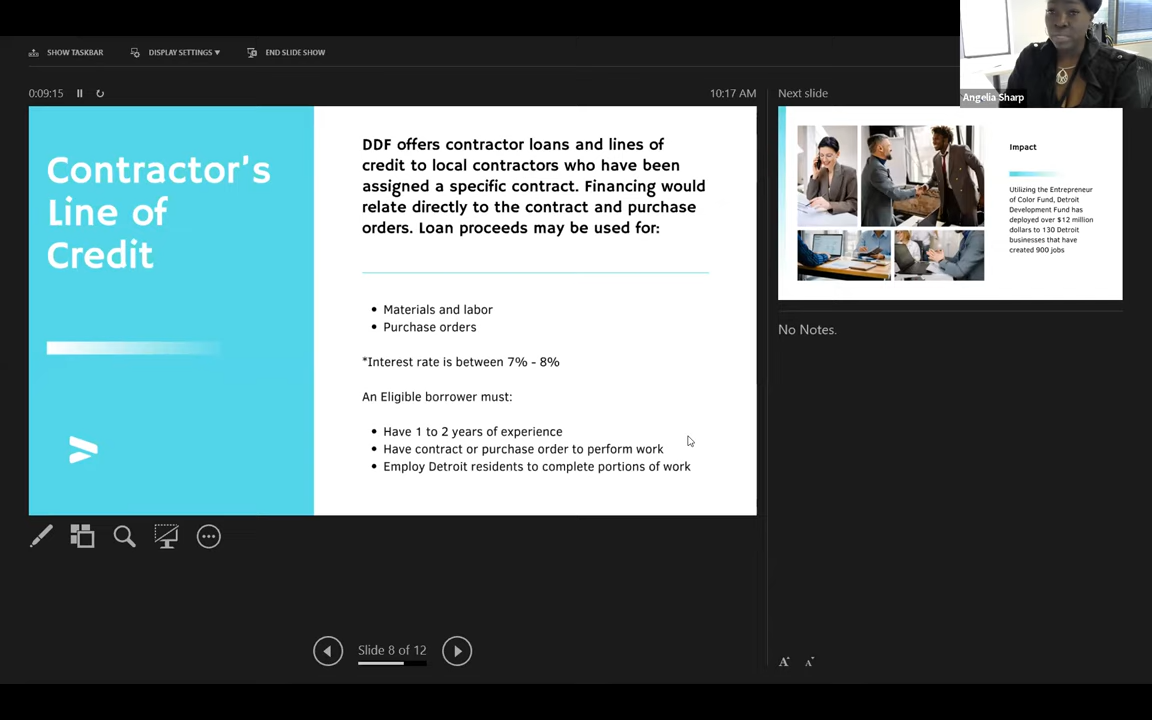 SHOW TASKBAR
DISPLAY SETTINGS
END SLIDE SHOW
Angelia Sharp
0:09:15
10:17 AM
Next slide
Contractor's
Line of
Credit
DDF offers contractor loans and lines of
credit to local contractors who have been
assigned a specific contract. Financing would
relate directly to the contract and purchase
orders. Loan proceeds may be used for:
• Materials and labor
• Purchase orders
*Interest rate is between 7% - 8%
An Eligible borrower must:
• Have 1 to 2 years of experience
• Have contract or purchase order to perform work
• Employ Detroit residents to complete portions of work
Impact
Utilizing the Entrepreneur
of Color Fund, Detroit
Development Fund has
deployed over $12 million
dollars to 130 Detroit
businesses that have
created 900 jobs
No Notes.
Slide 8 of 12
A A